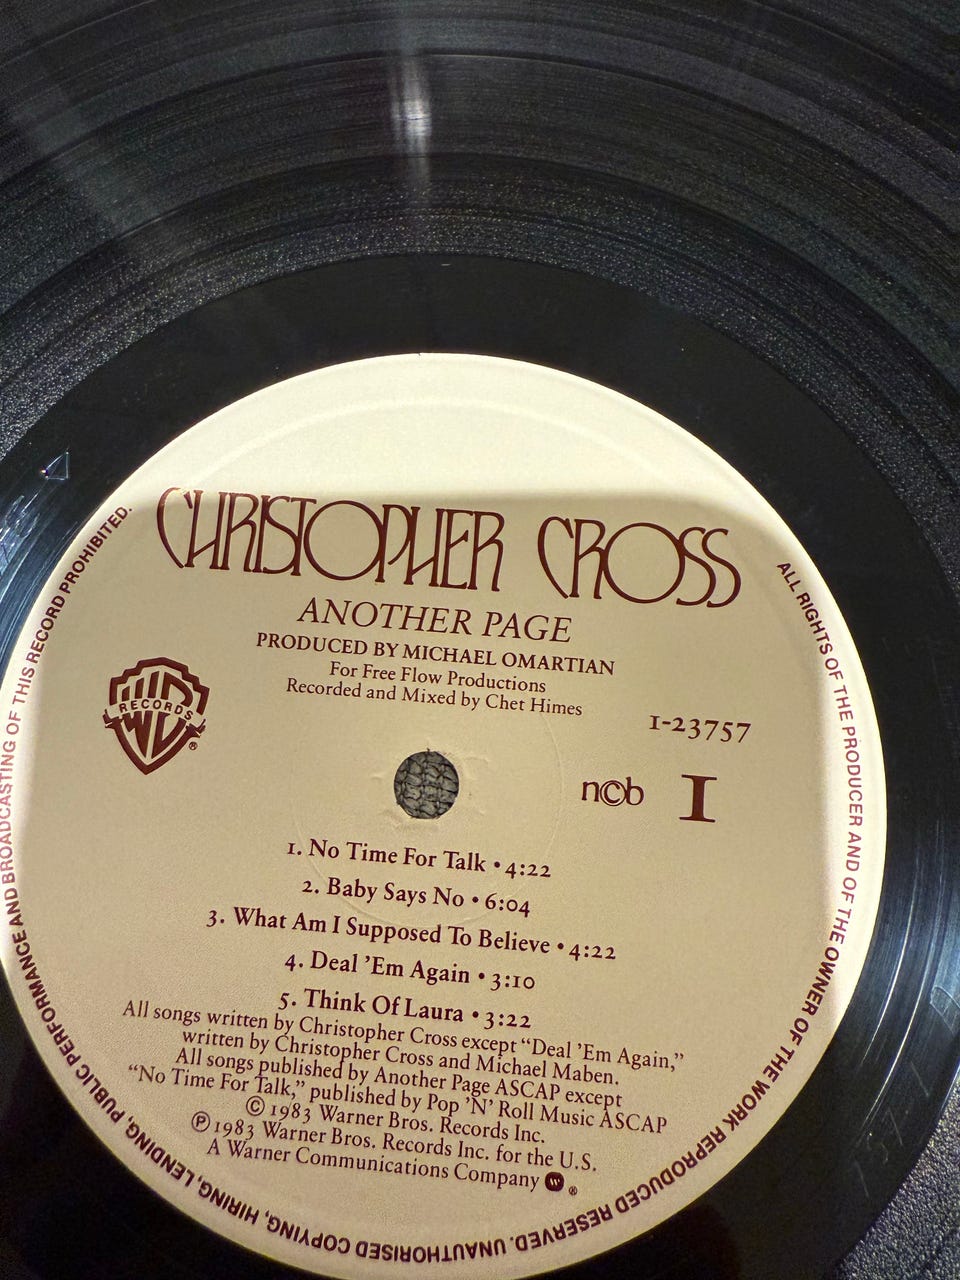 CHRISTOPHER CROSS
ANOTHER PAGE
PRODUCED BY MICHAEL OMARTIAN
For Free Flow Productions
Recorded and Mixed by Chet Himes
WB
RECORDS
®
1-23757
n©b I
1. No Time For Talk • 4:22
2. Baby Says No • 6:04
3. What Am I Supposed To Believe • 4:22
4. Deal ’Em Again • 3:10
5. Think Of Laura • 3:22
All songs written by Christopher Cross except “Deal ’Em Again,”
written by Christopher Cross and Michael Maben.
All songs published by Another Page ASCAP except
“No Time For Talk,” published by Pop ’N’ Roll Music ASCAP
© 1983 Warner Bros. Records Inc.
℗ 1983 Warner Bros. Records Inc. for the U.S.
A Warner Communications Company ®
ALL RIGHTS OF THE PRODUCER AND OF THE OWNER OF THE WORK REPRODUCED RESERVED. UNAUTHORISED COPYING, HIRING, LENDING, PUBLIC PERFORMANCE AND BROADCASTING OF THIS RECORD PROHIBITED.